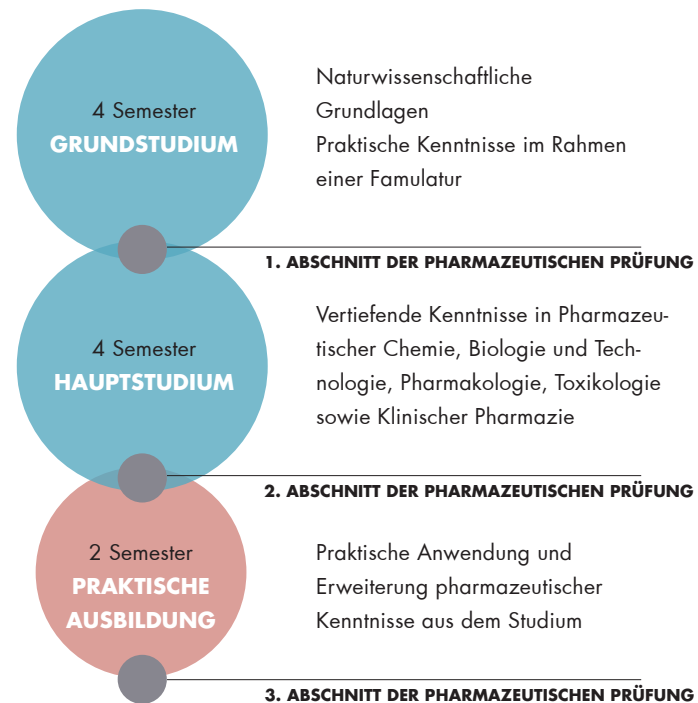 4 Semester
GRUNDSTUDIUM
Naturwissenschaftliche
Grundlagen
Praktische Kenntnisse im Rahmen
einer Famulatur
1. ABSCHNITT DER PHARMAZEUTISCHEN PRÜFUNG
4 Semester
HAUPTSTUDIUM
Vertiefende Kenntnisse in Pharmazeu-
tischer Chemie, Biologie und Tech-
nologie, Pharmakologie, Toxikologie
sowie Klinischer Pharmazie
2. ABSCHNITT DER PHARMAZEUTISCHEN PRÜFUNG
2 Semester
PRAKTISCHE
AUSBILDUNG
Praktische Anwendung und
Erweiterung pharmazeutischer
Kenntnisse aus dem Studium
3. ABSCHNITT DER PHARMAZEUTISCHEN PRÜFUNG